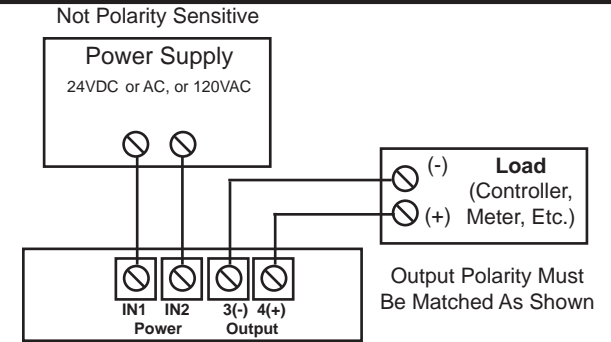 Not Polarity Sensitive
Power Supply
24VDC or AC, or 120VAC
(-) Load
(Controller,
(+) Meter, Etc.)
Output Polarity Must
Be Matched As Shown
IN1 IN2 3(-) 4(+)
Power Output